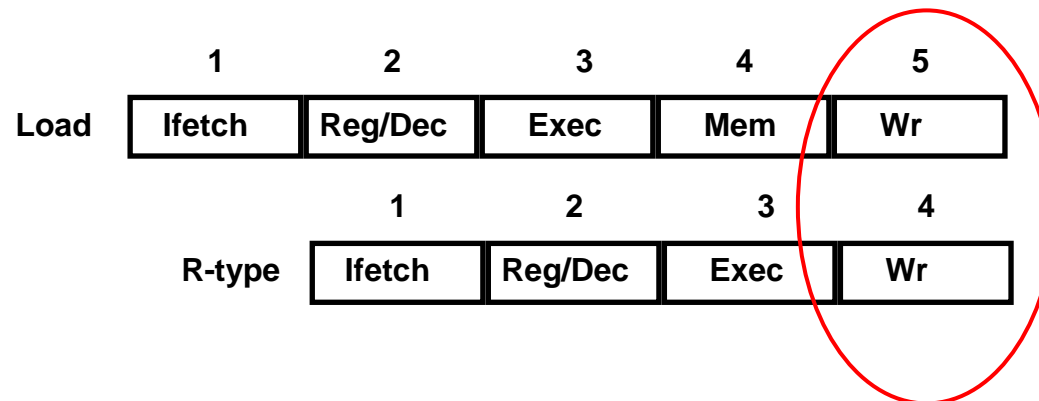 1 2 3 4 5
Load Ifetch Reg/Dec Exec Mem Wr
1 2 3 4
R-type Ifetch Reg/Dec Exec Wr